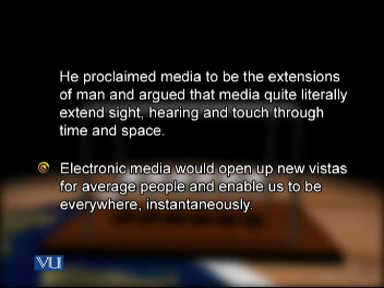 He proclaimed media to be the extensions
of man and argued that media quite literally
extend sight, hearing and touch through
time and space.
Electronic media would open up new vistas
for average people and enable us to be
everywhere, instantaneously.
VU